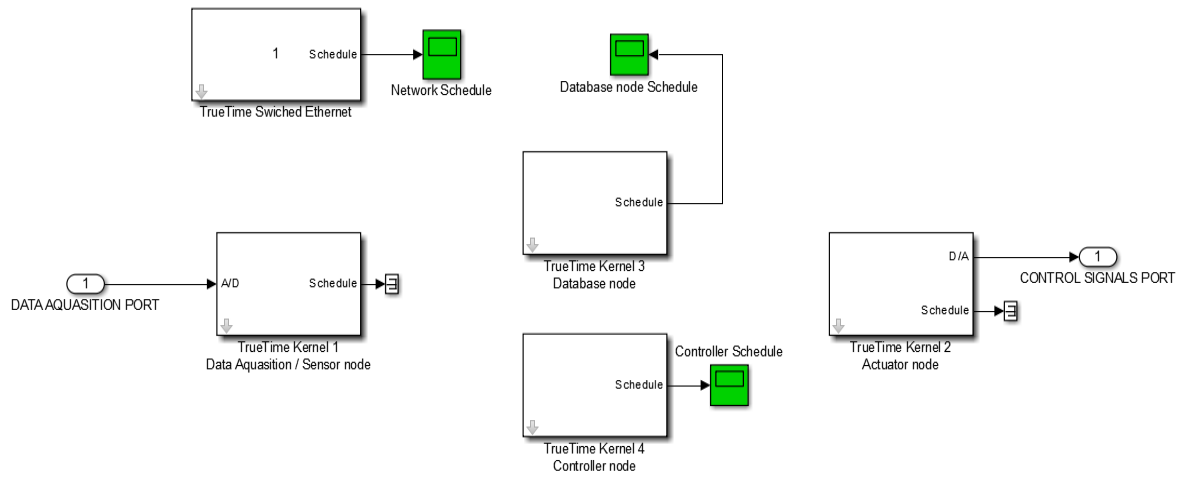 1
Schedule
TrueTime Swiched Ethernet
Network Schedule
Database node Schedule
Schedule
TrueTime Kernel 3
Database node
1
DATA AQUASITION PORT
A/D
Schedule
TrueTime Kernel 1
Data Aquasition / Sensor node
D/A
Schedule
TrueTime Kernel 2
Actuator node
1
CONTROL SIGNALS PORT
Schedule
Controller Schedule
TrueTime Kernel 4
Controller node